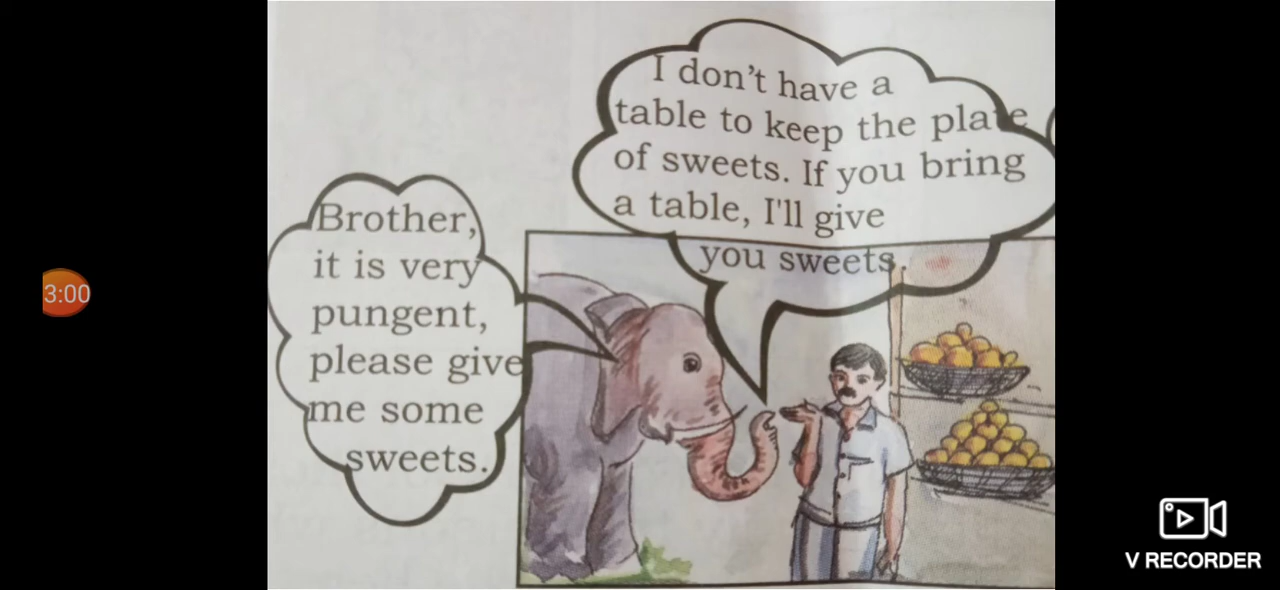 I don't have a
table to keep the plate
of sweets. If you bring
a table, I'll give
you sweets.
Brother,
it is very
pungent,
please give
me some
sweets.
3:00
V RECORDER